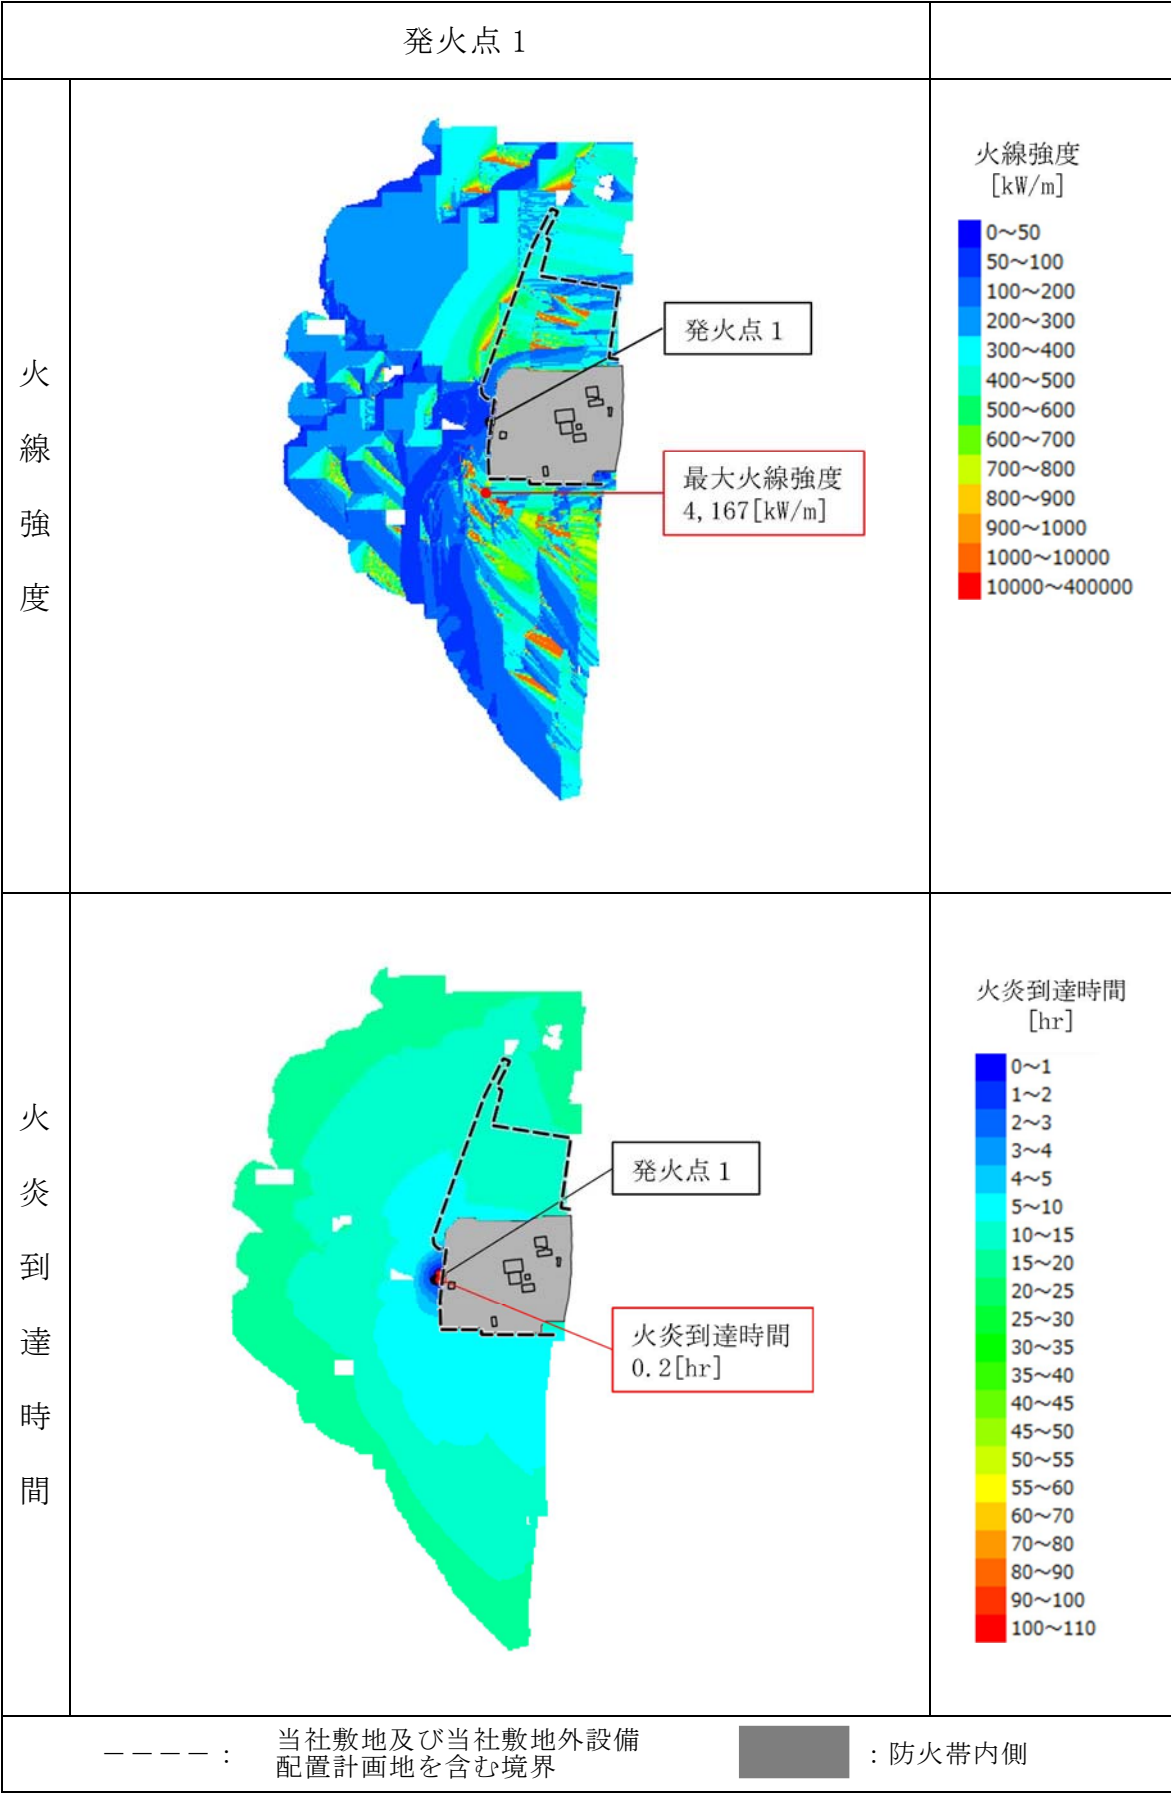 発火点 1
火線強度
火線強度
[kW/m]
0～50
50～100
100～200
200～300
300～400
400～500
500～600
600～700
700～800
800～900
900～1000
1000～10000
10000～400000
発火点 1
最大火線強度
4,167[kW/m]
火炎到達時間
火炎到達時間
[hr]
0～1
1～2
2～3
3～4
4～5
5～10
10～15
15～20
20～25
25～30
30～35
35～40
40～45
45～50
50～55
55～60
60～70
70～80
80～90
90～100
100～110
発火点 1
火炎到達時間
0.2[hr]
－－－－：
当社敷地及び当社敷地外設備
配置計画地を含む境界
：防火帯内側